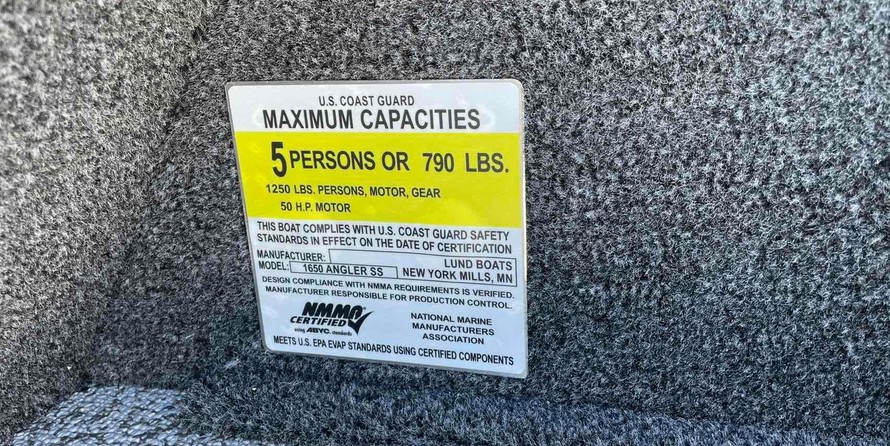 U.S. COAST GUARD
MAXIMUM CAPACITIES
5 PERSONS OR 790 LBS.
1250 LBS. PERSONS, MOTOR, GEAR
50 H.P. MOTOR
THIS BOAT COMPLIES WITH U.S. COAST GUARD SAFETY
STANDARDS IN EFFECT ON THE DATE OF CERTIFICATION
MANUFACTURER: LUND BOATS
MODEL: 1650 ANGLER SS NEW YORK MILLS, MN
DESIGN COMPLIANCE WITH NMMA REQUIREMENTS IS VERIFIED.
MANUFACTURER RESPONSIBLE FOR PRODUCTION CONTROL.
NMMA
CERTIFIED
using ABYC standards
NATIONAL MARINE
MANUFACTURERS
ASSOCIATION
MEETS U.S. EPA EVAP STANDARDS USING CERTIFIED COMPONENTS